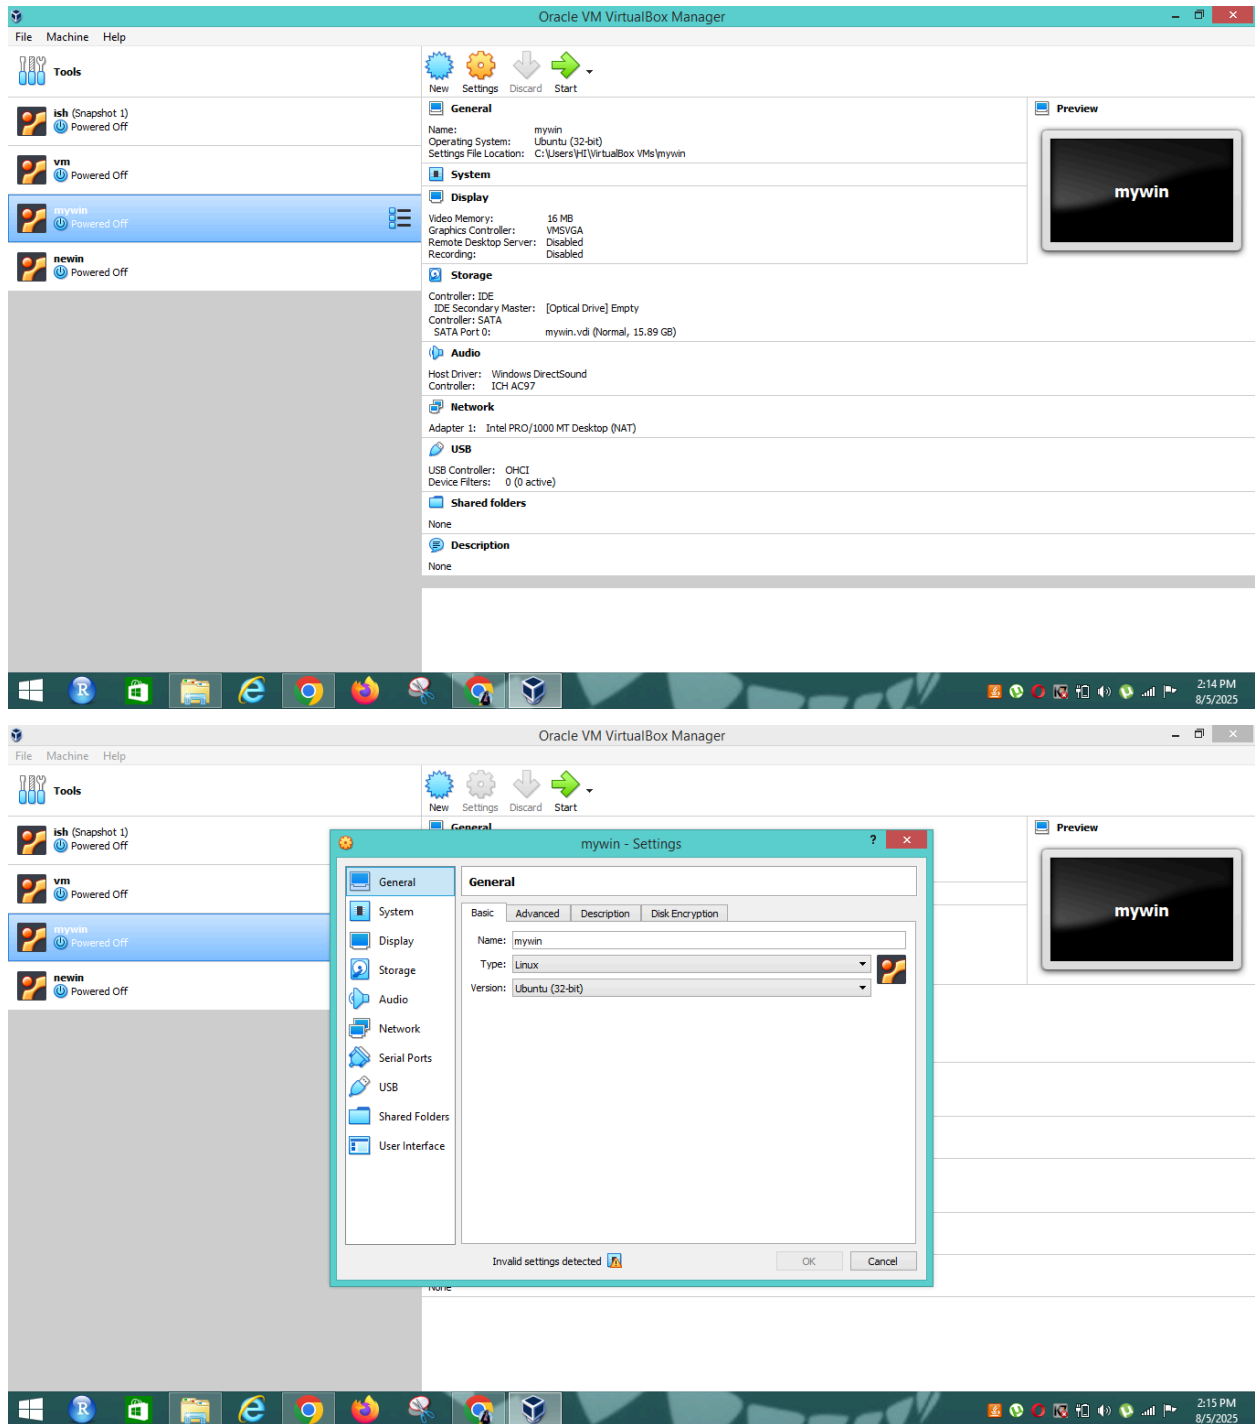 Oracle VM VirtualBox Manager
File Machine Help
Tools
New Settings Discard Start
ish (Snapshot 1)
Powered Off
vm
Powered Off
mywin
Powered Off
newin
Powered Off
General
Name: mywin
Operating System: Ubuntu (32-bit)
Settings File Location: C:\Users\HI\VirtualBox VMs\mywin
System
Display
Video Memory: 16 MB
Graphics Controller: VMSVGA
Remote Desktop Server: Disabled
Recording: Disabled
Storage
Controller: IDE
IDE Secondary Master: [Optical Drive] Empty
Controller: SATA
SATA Port 0: mywin.vdi (Normal, 15.89 GB)
Audio
Host Driver: Windows DirectSound
Controller: ICH AC97
Network
Adapter 1: Intel PRO/1000 MT Desktop (NAT)
USB
USB Controller: OHCI
Device Filters: 0 (0 active)
Shared folders
None
Description
None
Preview
mywin
2:14 PM
8/5/2025
Oracle VM VirtualBox Manager
File Machine Help
Tools
New Settings Discard Start
ish (Snapshot 1)
Powered Off
vm
Powered Off
mywin
Powered Off
newin
Powered Off
General
Preview
mywin
mywin - Settings
General
System
Display
Storage
Audio
Network
Serial Ports
USB
Shared Folders
User Interface
General
Basic Advanced Description Disk Encryption
Name: mywin
Type: Linux
Version: Ubuntu (32-bit)
Invalid settings detected
OK Cancel
None
2:15 PM
8/5/2025